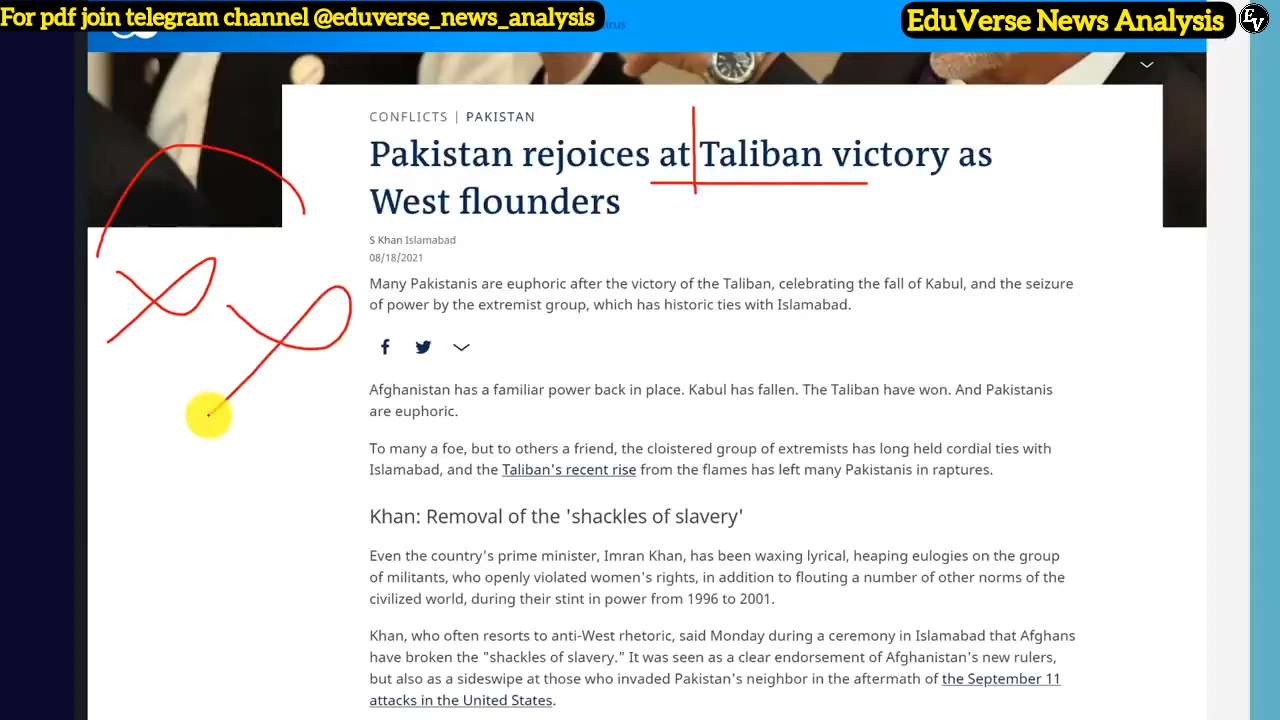 For pdf join telegram channel @eduverse_news_analysis
EduVerse News Analysis
EV
CONFLICTS | PAKISTAN
Pakistan rejoices at Taliban victory as
West flounders
S Khan Islamabad
08/18/2021
Many Pakistanis are euphoric after the victory of the Taliban, celebrating the fall of Kabul, and the seizure
of power by the extremist group, which has historic ties with Islamabad.
Afghanistan has a familiar power back in place. Kabul has fallen. The Taliban have won. And Pakistanis
are euphoric.
To many a foe, but to others a friend, the cloistered group of extremists has long held cordial ties with
Islamabad, and the Taliban's recent rise from the flames has left many Pakistanis in raptures.
Khan: Removal of the 'shackles of slavery'
Even the country's prime minister, Imran Khan, has been waxing lyrical, heaping eulogies on the group
of militants, who openly violated women's rights, in addition to flouting a number of other norms of the
civilized world, during their stint in power from 1996 to 2001.
Khan, who often resorts to anti-West rhetoric, said Monday during a ceremony in Islamabad that Afghans
have broken the "shackles of slavery." It was seen as a clear endorsement of Afghanistan's new rulers,
but also as a sideswipe at those who invaded Pakistan's neighbor in the aftermath of the September 11
attacks in the United States.